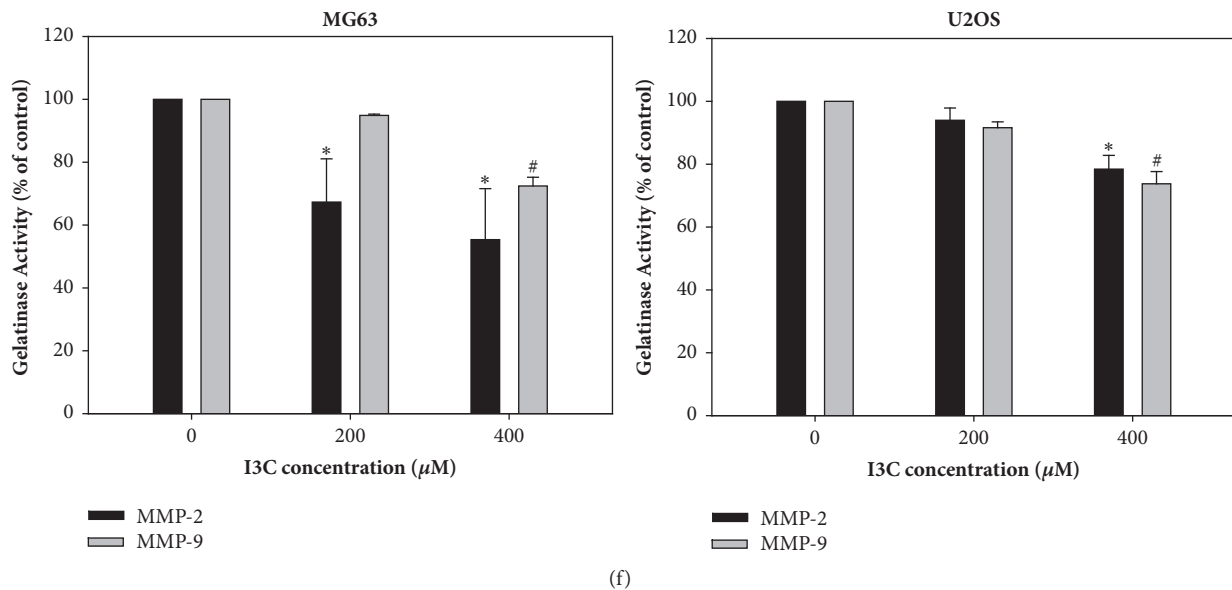 MG63
Gelatinase Activity (% of control)
120
100
80
60
40
20
0
*
*
#
0
200
400
I3C concentration (μM)
MMP-2
MMP-9
U2OS
Gelatinase Activity (% of control)
120
100
80
60
40
20
0
*
#
0
200
400
I3C concentration (μM)
MMP-2
MMP-9
(f)